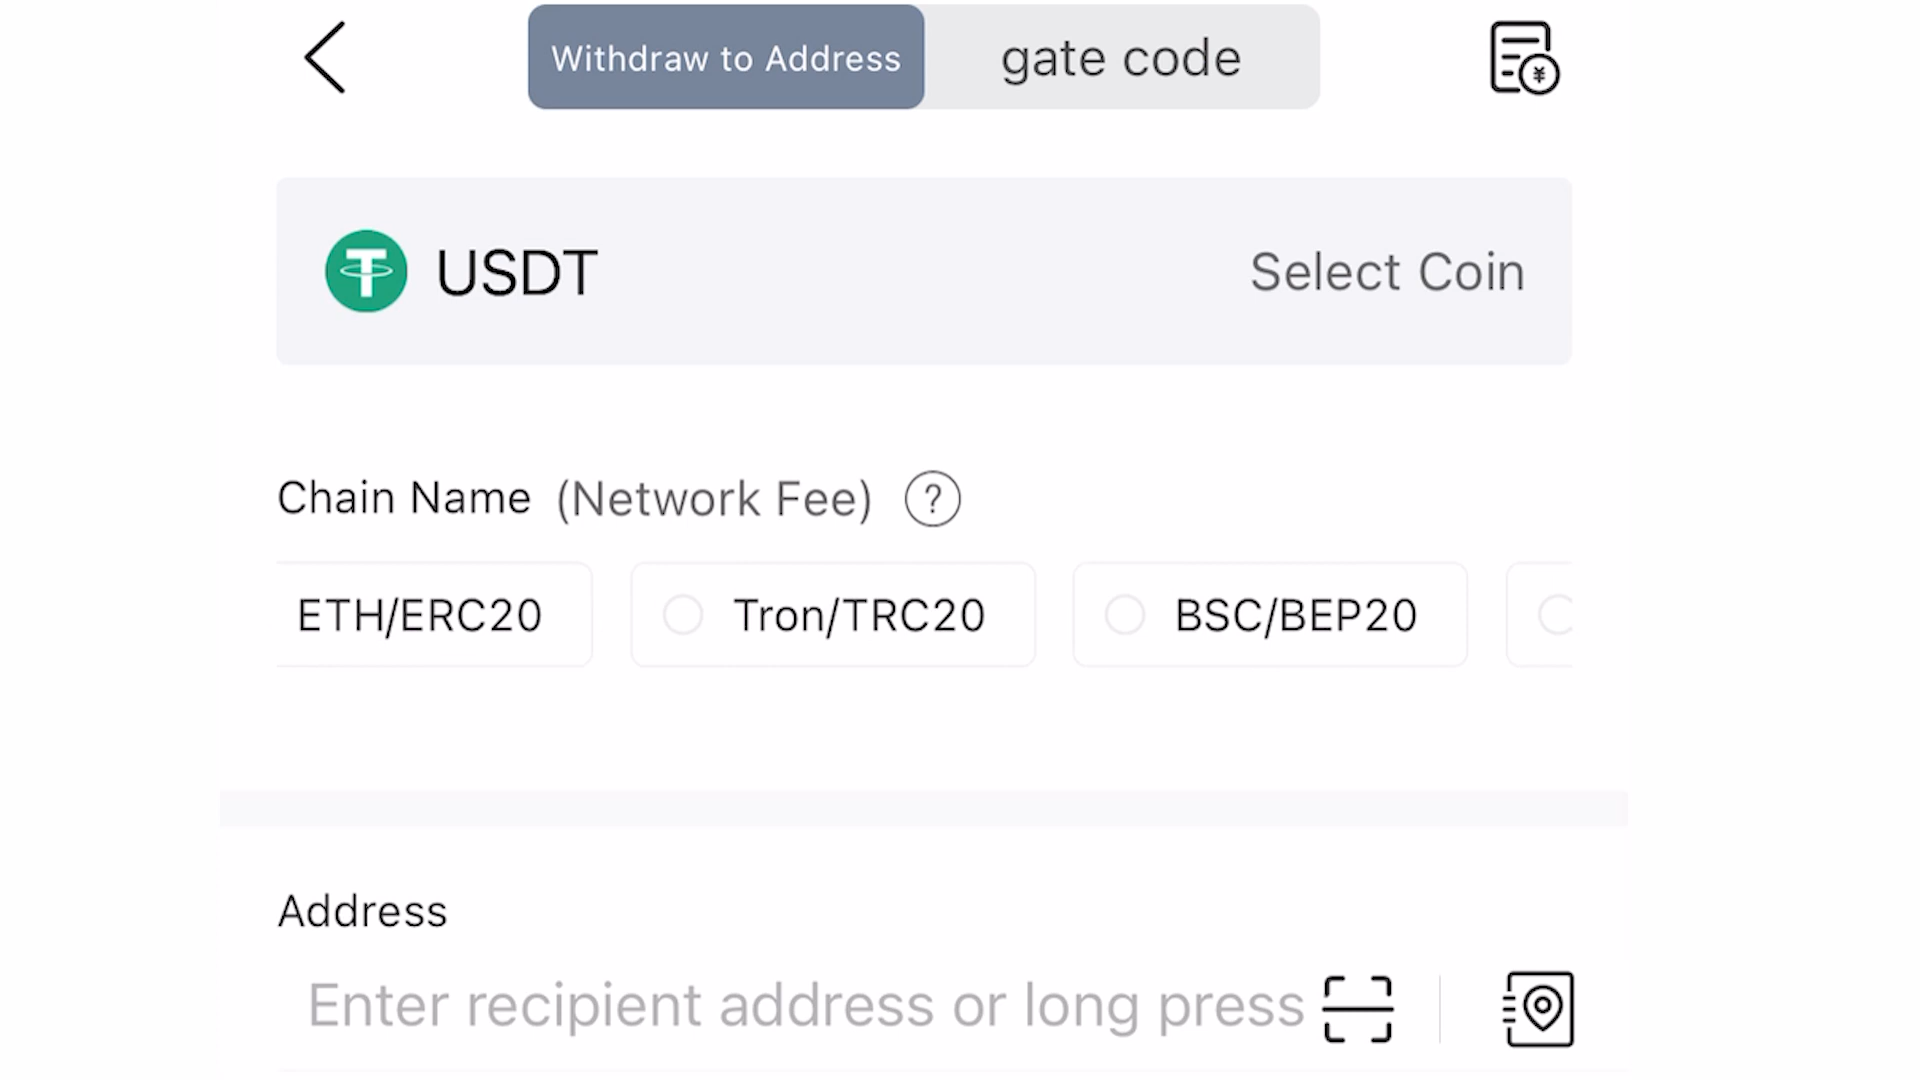 Withdraw to Address gate code
USDT Select Coin
Chain Name (Network Fee) ?
ETH/ERC20 Tron/TRC20 BSC/BEP20
Address
Enter recipient address or long press